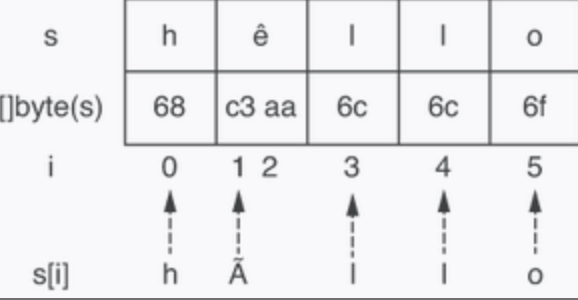 s h ê l l o
[]byte(s) 68 c3 aa 6c 6c 6f
i 0 1 2 3 4 5
s[i] h Ã l l o